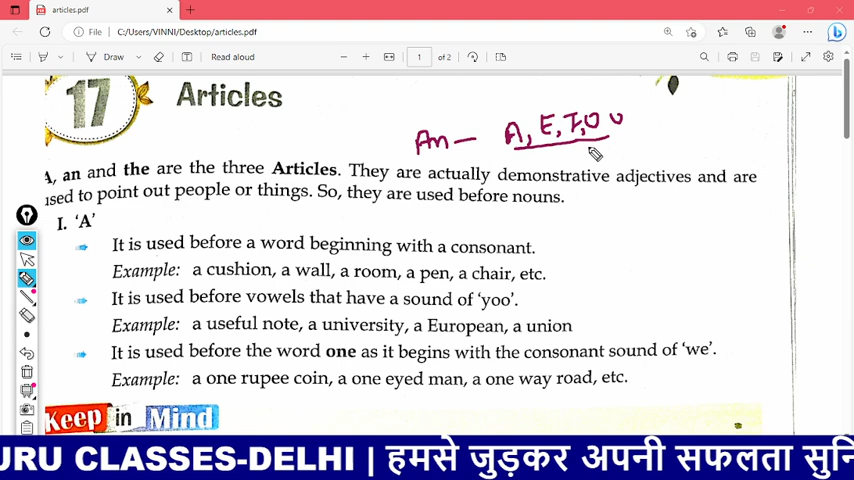 articles.pdf
File C:/Users/VINNI/Desktop/articles.pdf
Draw Read aloud 1 of 2
17 Articles
An — A, E, I, O U
A, an and the are the three Articles. They are actually demonstrative adjectives and are
used to point out people or things. So, they are used before nouns.
I. 'A'
It is used before a word beginning with a consonant.
Example: a cushion, a wall, a room, a pen, a chair, etc.
It is used before vowels that have a sound of 'yoo'.
Example: a useful note, a university, a European, a union
It is used before the word one as it begins with the consonant sound of 'we'.
Example: a one rupee coin, a one eyed man, a one way road, etc.
Keep in Mind
URU CLASSES-DELHI | हमसे जुड़कर अपनी सफलता सुनि